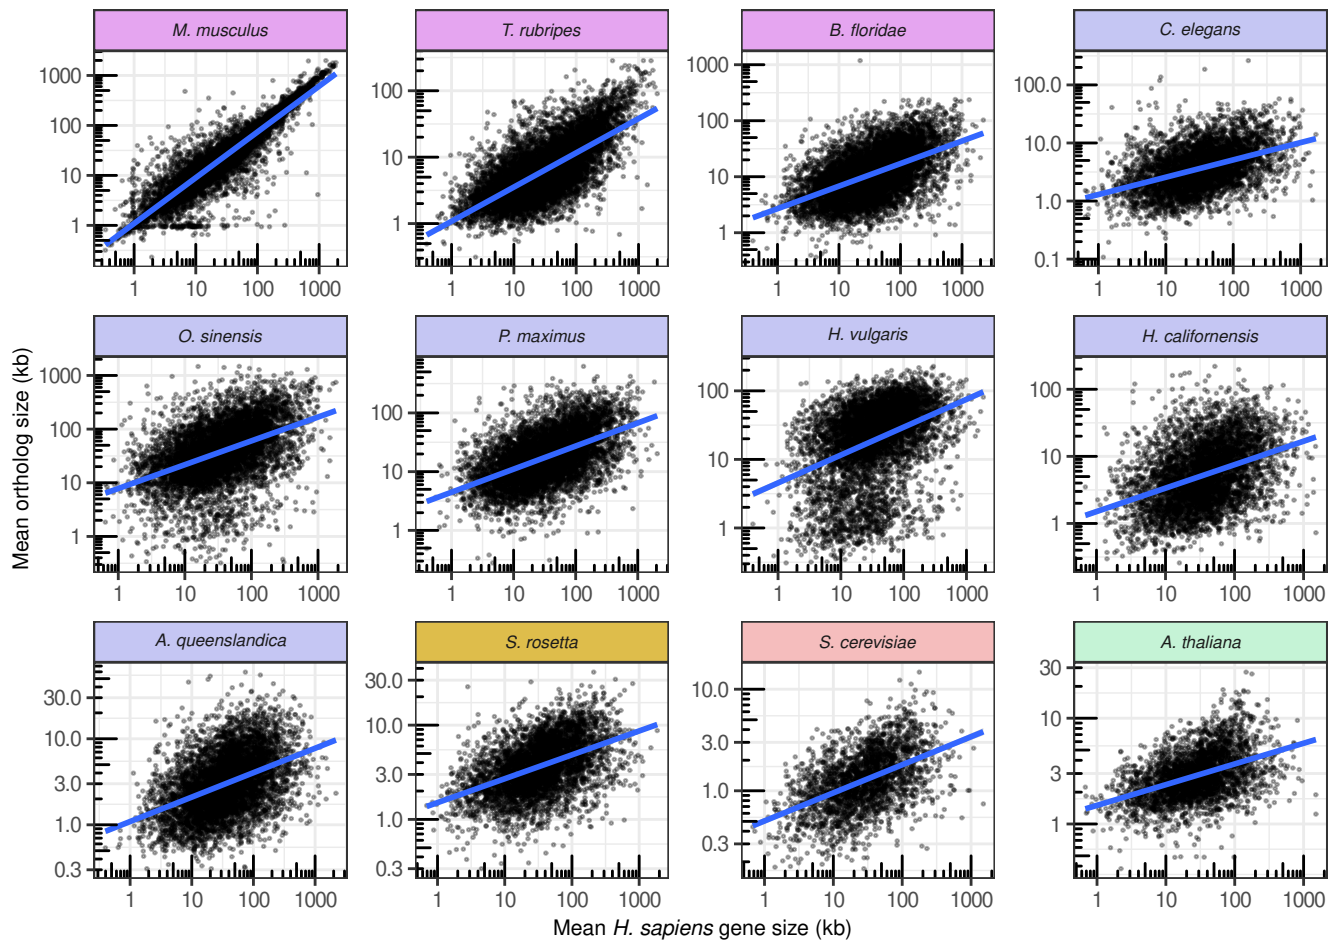 M. musculus
T. rubripes
B. floridae
C. elegans
1000
100
10
1
100
10
1
1000
100
10
1
100.0
10.0
1.0
0.1
1 10 100 1000
1 10 100 1000
1 10 100 1000
1 10 100 1000
O. sinensis
P. maximus
H. vulgaris
H. californensis
Mean ortholog size (kb)
1000
100
10
1
100
10
1
100
10
1
100
10
1
1 10 100 1000
1 10 100 1000
1 10 100 1000
1 10 100 1000
A. queenslandica
S. rosetta
S. cerevisiae
A. thaliana
30.0
10.0
3.0
1.0
0.3
30.0
10.0
3.0
1.0
0.3
10.0
3.0
1.0
0.3
30
10
3
1
1 10 100 1000
1 10 100 1000
1 10 100 1000
1 10 100 1000
Mean H. sapiens gene size (kb)